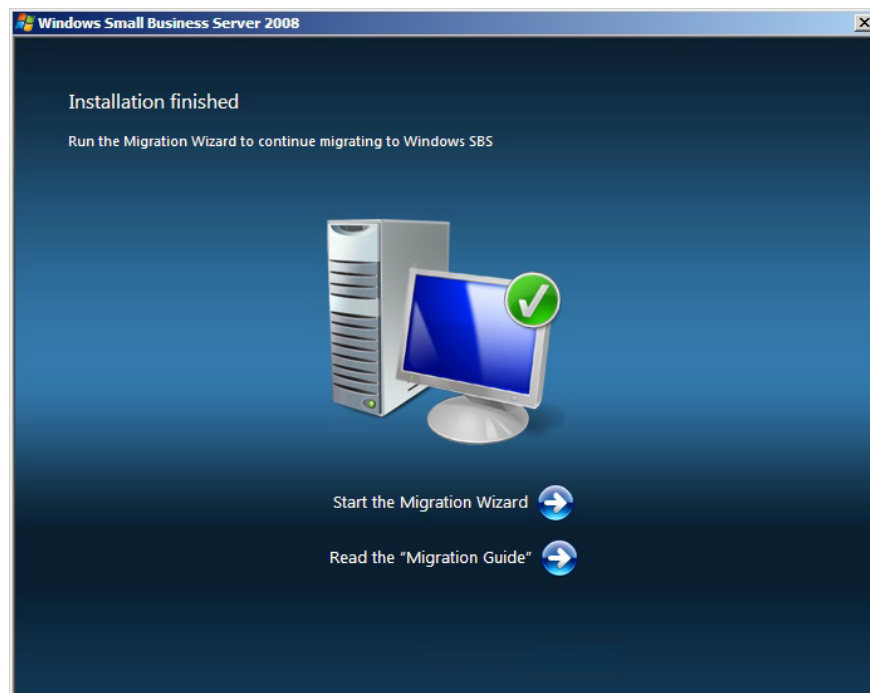 Windows Small Business Server 2008
Installation finished
Run the Migration Wizard to continue migrating to Windows SBS
Start the Migration Wizard
Read the "Migration Guide"